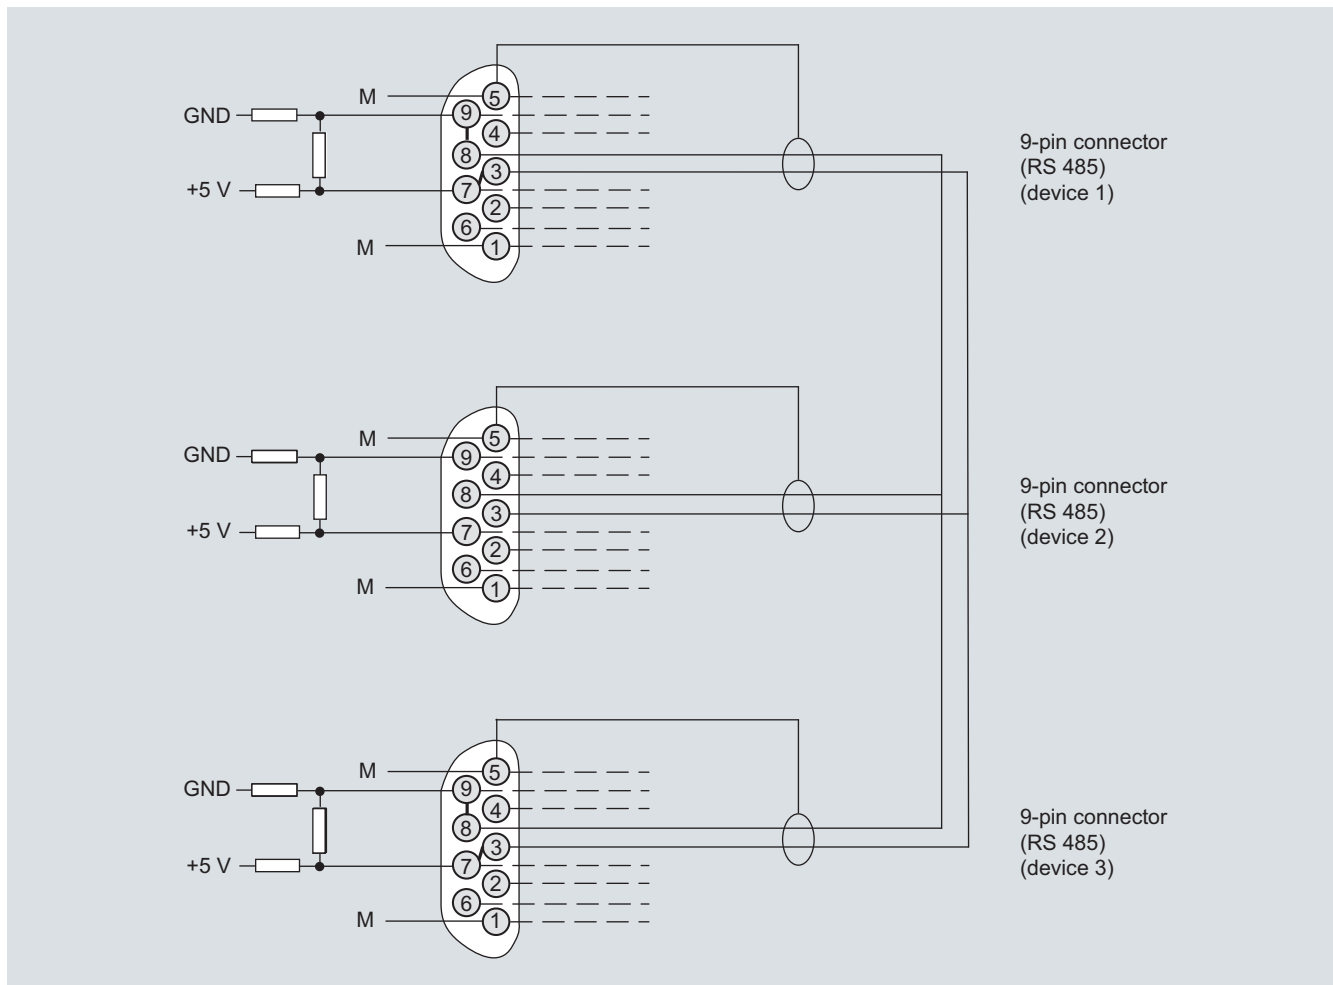 M
5
GND
9
4
9-pin connector
(RS 485)
(device 1)
8
3
+5 V
7
2
6
M
1
M
5
GND
9
4
9-pin connector
(RS 485)
(device 2)
8
3
+5 V
7
2
6
M
1
M
5
GND
9
4
9-pin connector
(RS 485)
(device 3)
8
3
+5 V
7
2
6
M
1